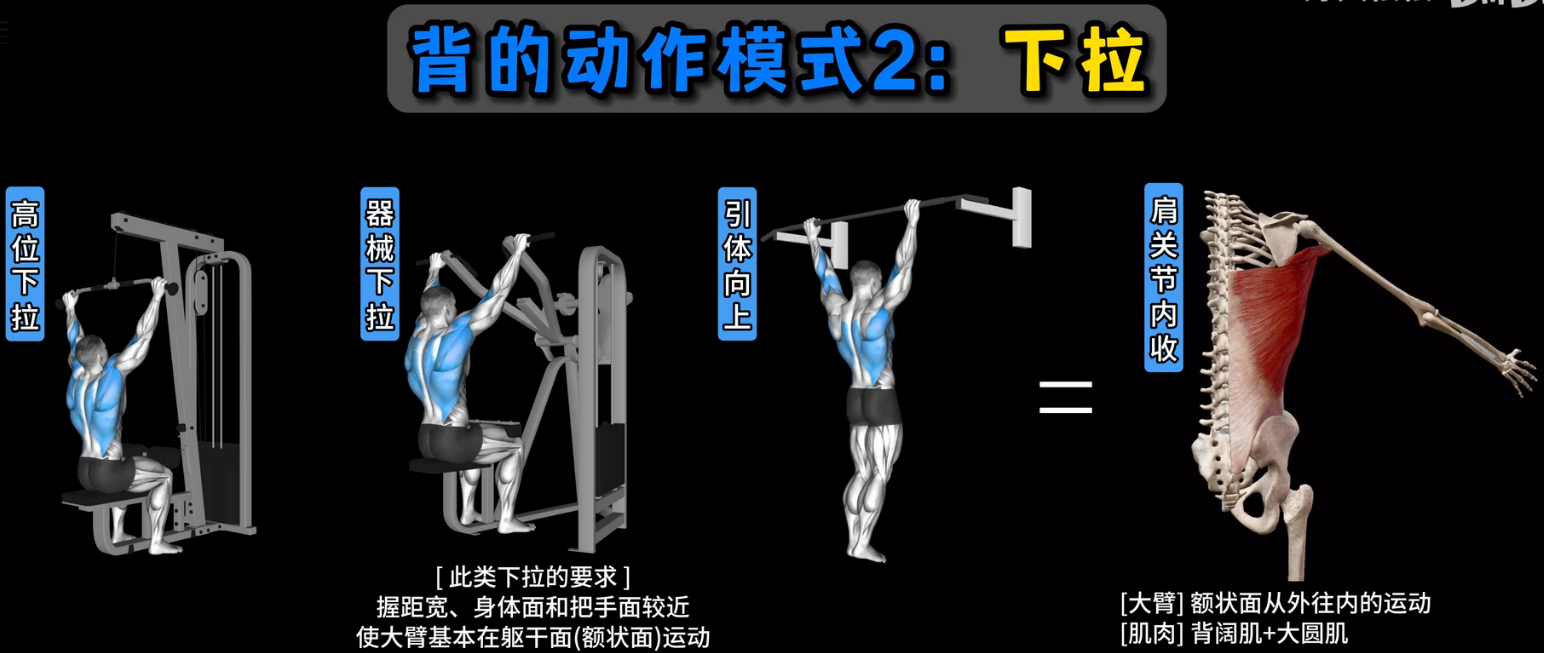 背的动作模式2：下拉
高位下拉
器械下拉
引体向上
肩关节内收
[ 此类下拉的要求 ]
握距宽、身体面和把手面较近
使大臂基本在躯干面(额状面)运动
[大臂] 额状面从外往内的运动
[肌肉] 背阔肌+大圆肌